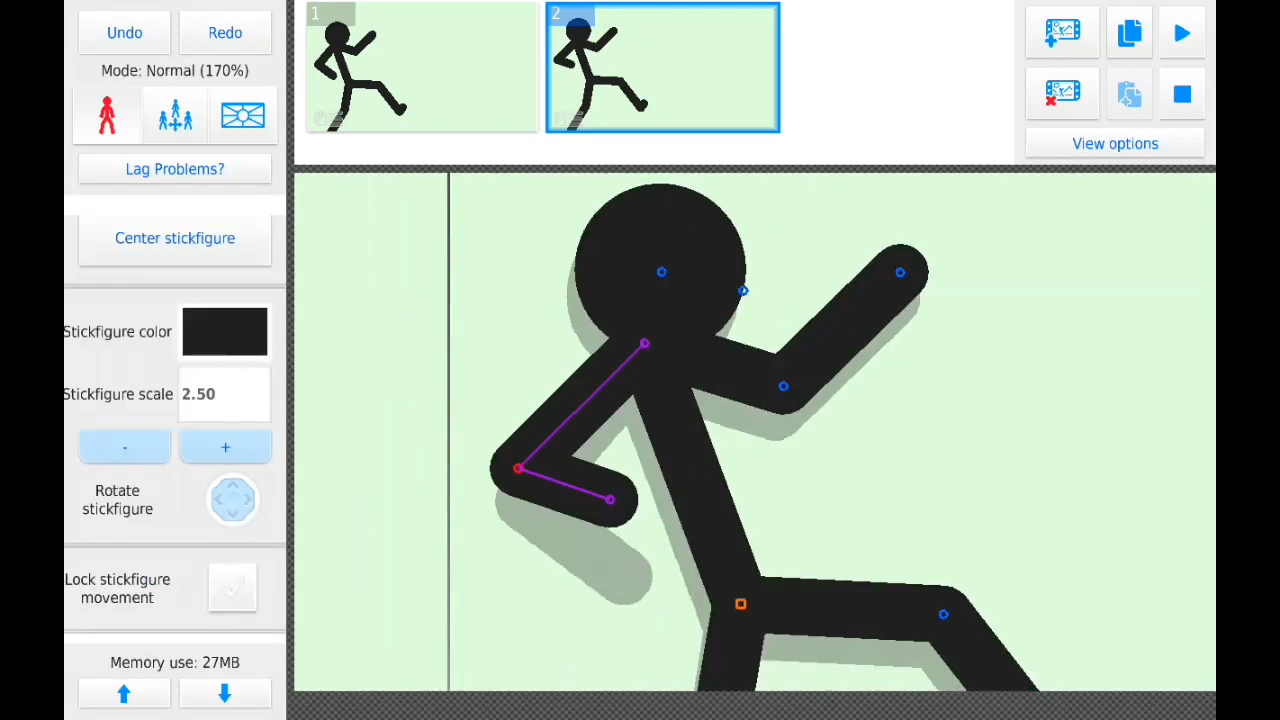 Undo
Redo
Mode: Normal (170%)
Lag Problems?
Center stickfigure
Stickfigure color
Stickfigure scale
2.50
-
+
Rotate
stickfigure
Lock stickfigure
movement
Memory use: 27MB
1
2
View options